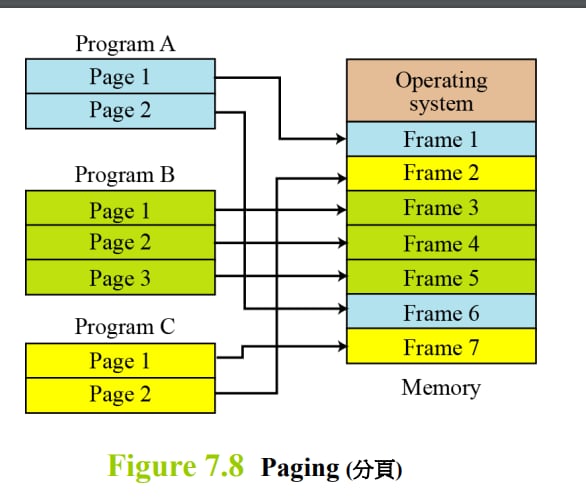 Program A
Page 1
Page 2
Program B
Page 1
Page 2
Page 3
Program C
Page 1
Page 2
Operating
system
Frame 1
Frame 2
Frame 3
Frame 4
Frame 5
Frame 6
Frame 7
Memory
Figure 7.8 Paging (分頁)